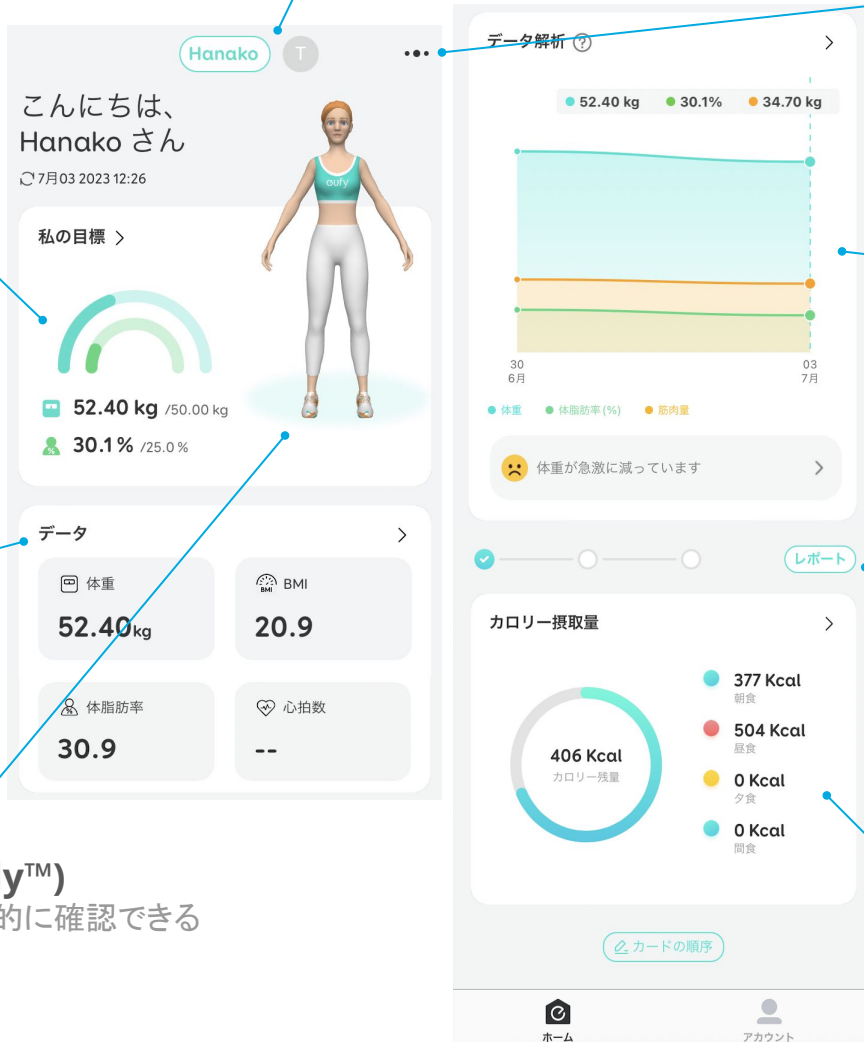 Hanako
T
こんにちは、
Hanako さん
7月03 2023 12:26
eufy
私の目標
52.40 kg /50.00 kg
30.1% /25.0%
データ
体重
52.40kg
BMI
BMI
20.9
体脂肪率
30.9
心拍数
--
y™)
的に確認できる
データ解析 ?
52.40 kg 30.1% 34.70 kg
30
6月
03
7月
体重 体脂肪率(%) 筋肉量
体重が急激に減っています
レポート
カロリー摂取量
406 Kcal
カロリー残量
377 Kcal
朝食
504 Kcal
昼食
0 Kcal
夕食
0 Kcal
間食
カードの順序
ホーム
アカウント